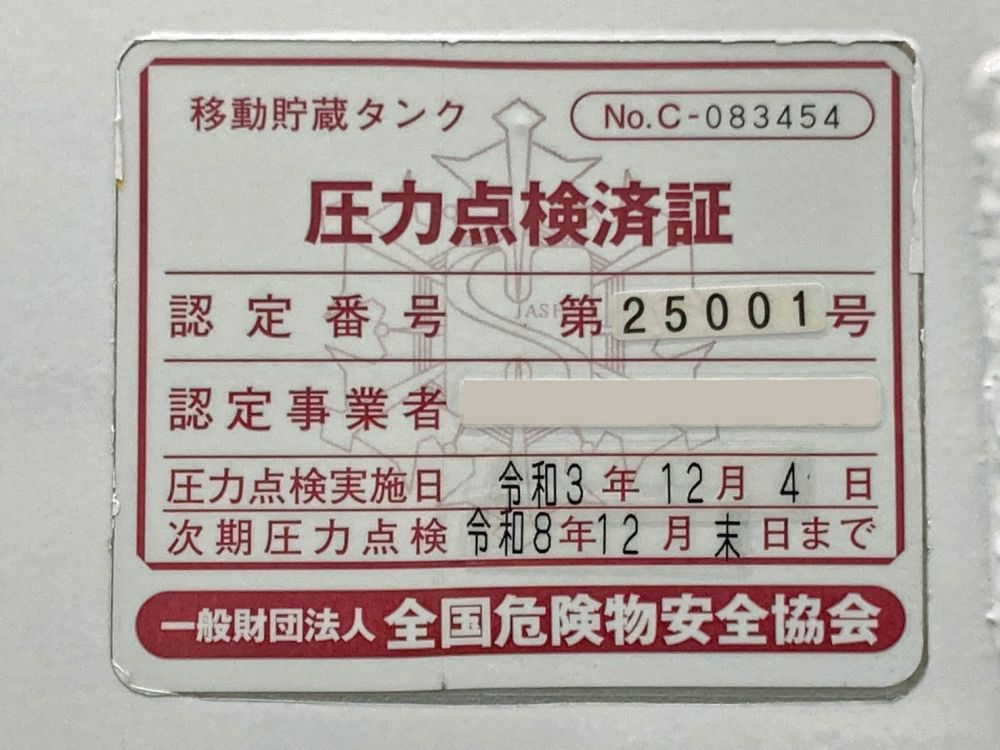 移動貯蔵タンク No.C-083454
圧力点検済証
認定番号 第25001号
認定事業者
圧力点検実施日 令和3年12月4日
次期圧力点検 令和8年12月末日まで
一般財団法人 全国危険物安全協会